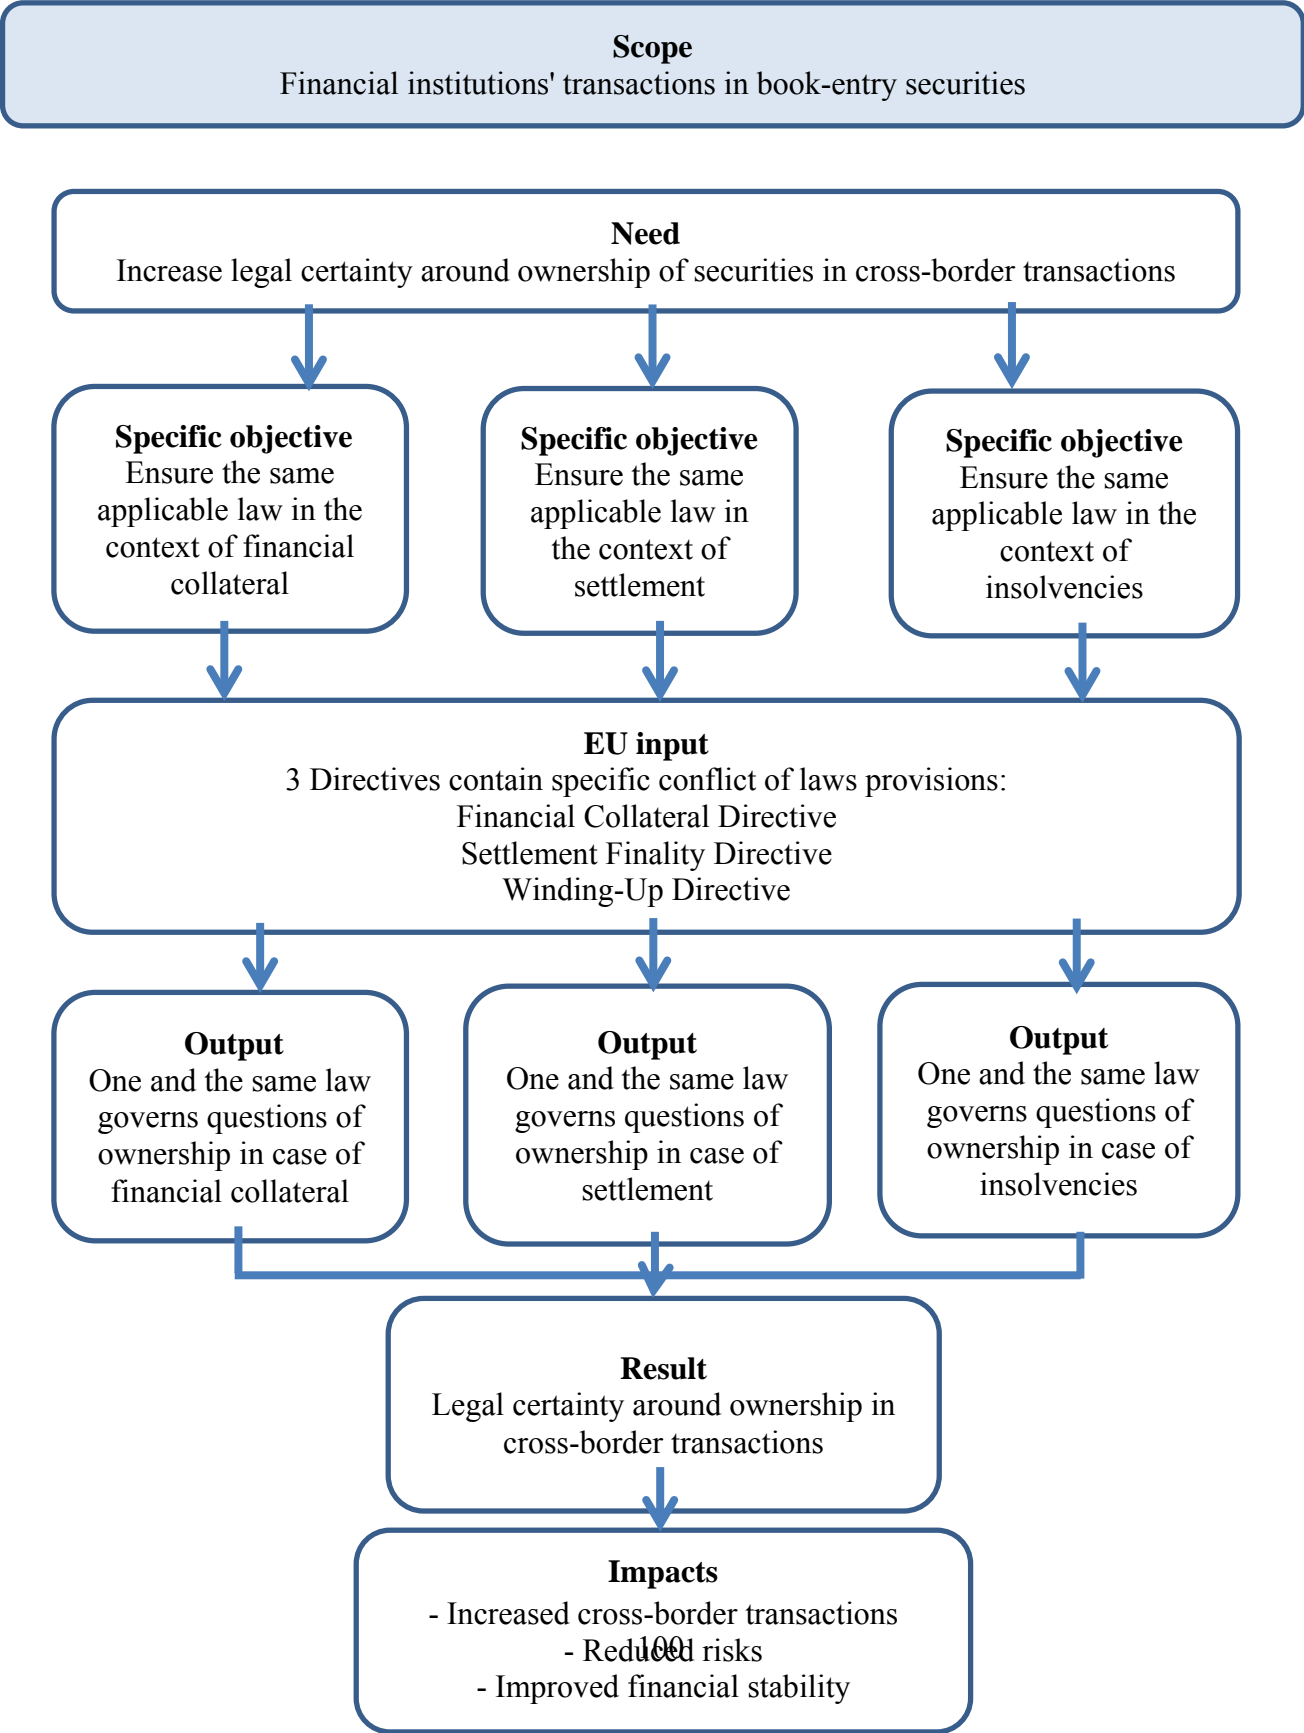 Scope
Financial institutions' transactions in book-entry securities
Need
Increase legal certainty around ownership of securities in cross-border transactions
Specific objective
Ensure the same
applicable law in the
context of financial
collateral
Specific objective
Ensure the same
applicable law in
the context of
settlement
Specific objective
Ensure the same
applicable law in the
context of
insolvencies
EU input
3 Directives contain specific conflict of laws provisions:
Financial Collateral Directive
Settlement Finality Directive
Winding-Up Directive
Output
One and the same law
governs questions of
ownership in case of
financial collateral
Output
One and the same law
governs questions of
ownership in case of
settlement
Output
One and the same law
governs questions of
ownership in case of
insolvencies
Result
Legal certainty around ownership in
cross-border transactions
Impacts
- Increased cross-border transactions
- Reduced risks
100
- Improved financial stability